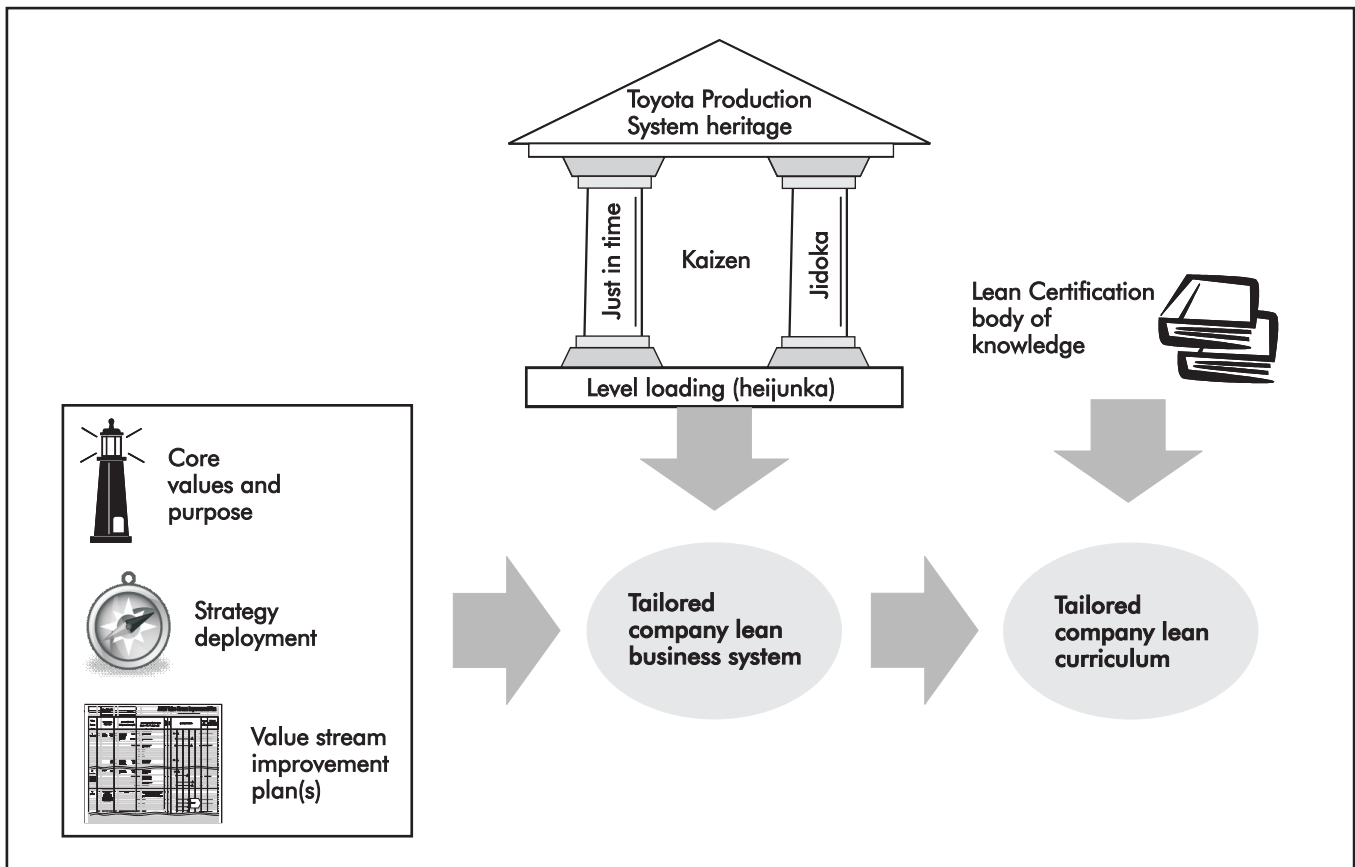 Toyota Production
System heritage
Just in time
Kaizen
Jidoka
Level loading (heijunka)
Lean Certification
body of
knowledge
Core
values and
purpose
Strategy
deployment
Value stream
improvement
plan(s)
Tailored
company lean
business system
Tailored
company lean
curriculum